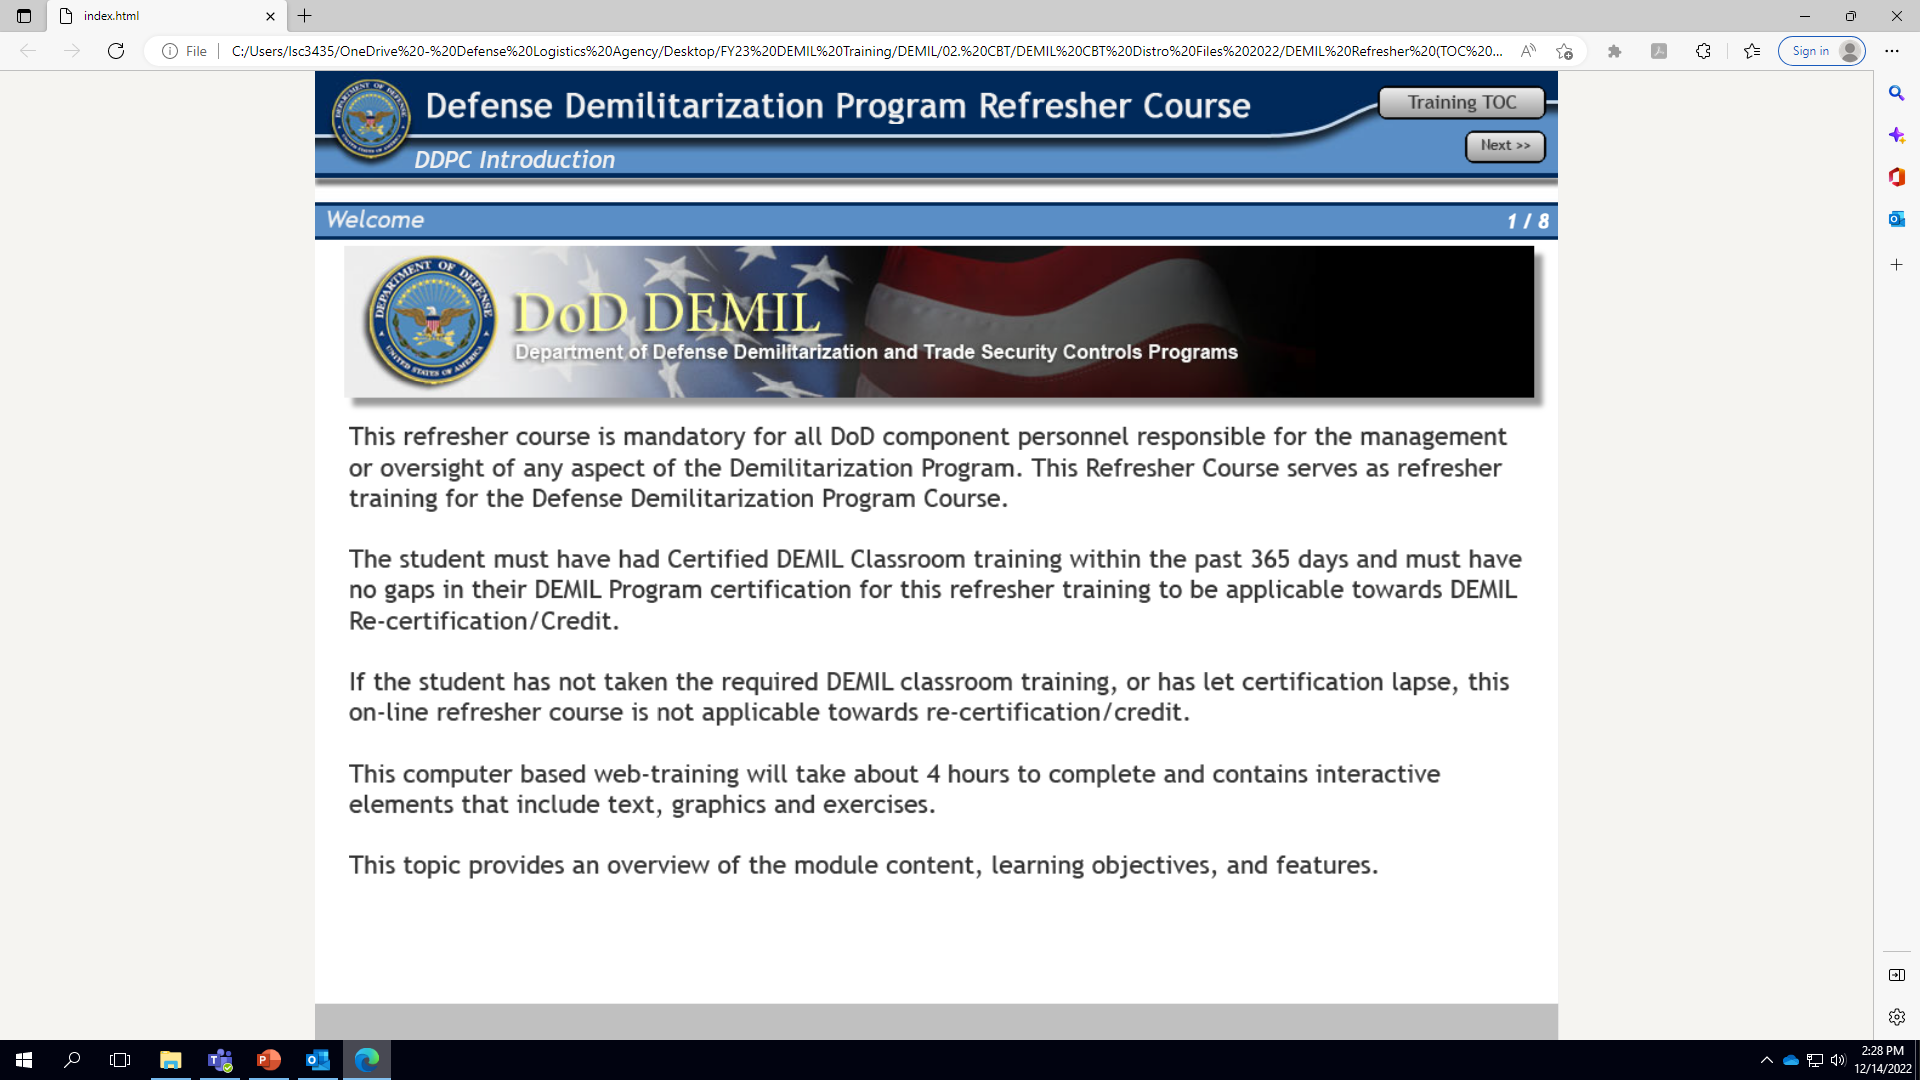 index.html
File
C:/Users/lsc3435/OneDrive%20-%20Defense%20Logistics%20Agency/Desktop/FY23%20DEMIL%20Training/DEMIL/02.%20CBT/DEMIL%20CBT%20Distro%20Files%202022/DEMIL%20Refresher%20(TOC%20...
Sign in
Defense Demilitarization Program Refresher Course
Training TOC
DDPC Introduction
Next >>
Welcome
1 / 8
DEPARTMENT OF DEFENSE
UNITED STATES OF AMERICA
DoD DEMIL
Department of Defense Demilitarization and Trade Security Controls Programs
This refresher course is mandatory for all DoD component personnel responsible for the management
or oversight of any aspect of the Demilitarization Program. This Refresher Course serves as refresher
training for the Defense Demilitarization Program Course.
The student must have had Certified DEMIL Classroom training within the past 365 days and must have
no gaps in their DEMIL Program certification for this refresher training to be applicable towards DEMIL
Re-certification/Credit.
If the student has not taken the required DEMIL classroom training, or has let certification lapse, this
on-line refresher course is not applicable towards re-certification/credit.
This computer based web-training will take about 4 hours to complete and contains interactive
elements that include text, graphics and exercises.
This topic provides an overview of the module content, learning objectives, and features.
2:28 PM
12/14/2022